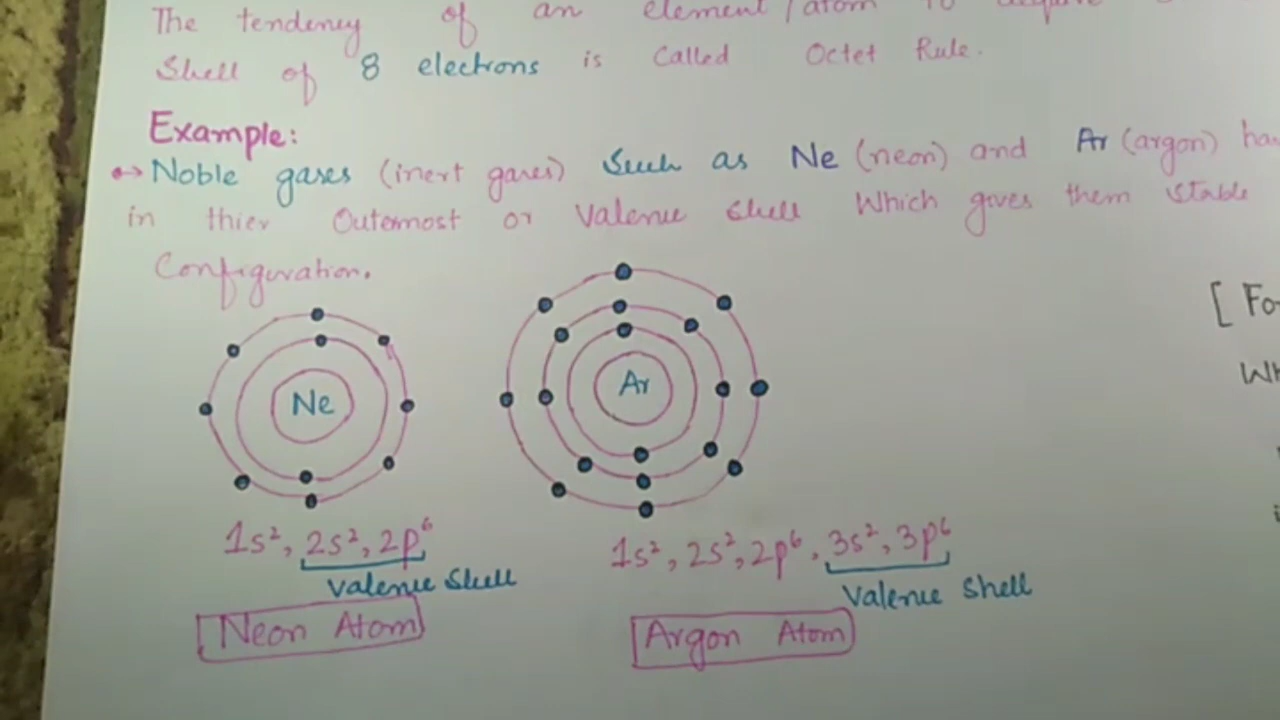 The tendency of an element/atom to
Shell of 8 electrons is Called Octet Rule.
Example:
↔ Noble gases (inert gases) Such as Ne (neon) and Ar (argon) ha
in thier Outermost or Valence Shell Which gives them stable
Configuration.
Ne
Ar
[ Fo
Wh
1s², 2s², 2p⁶
Valence Shell
Neon Atom
1s², 2s², 2p⁶, 3s², 3p⁶
Valence Shell
Argon Atom